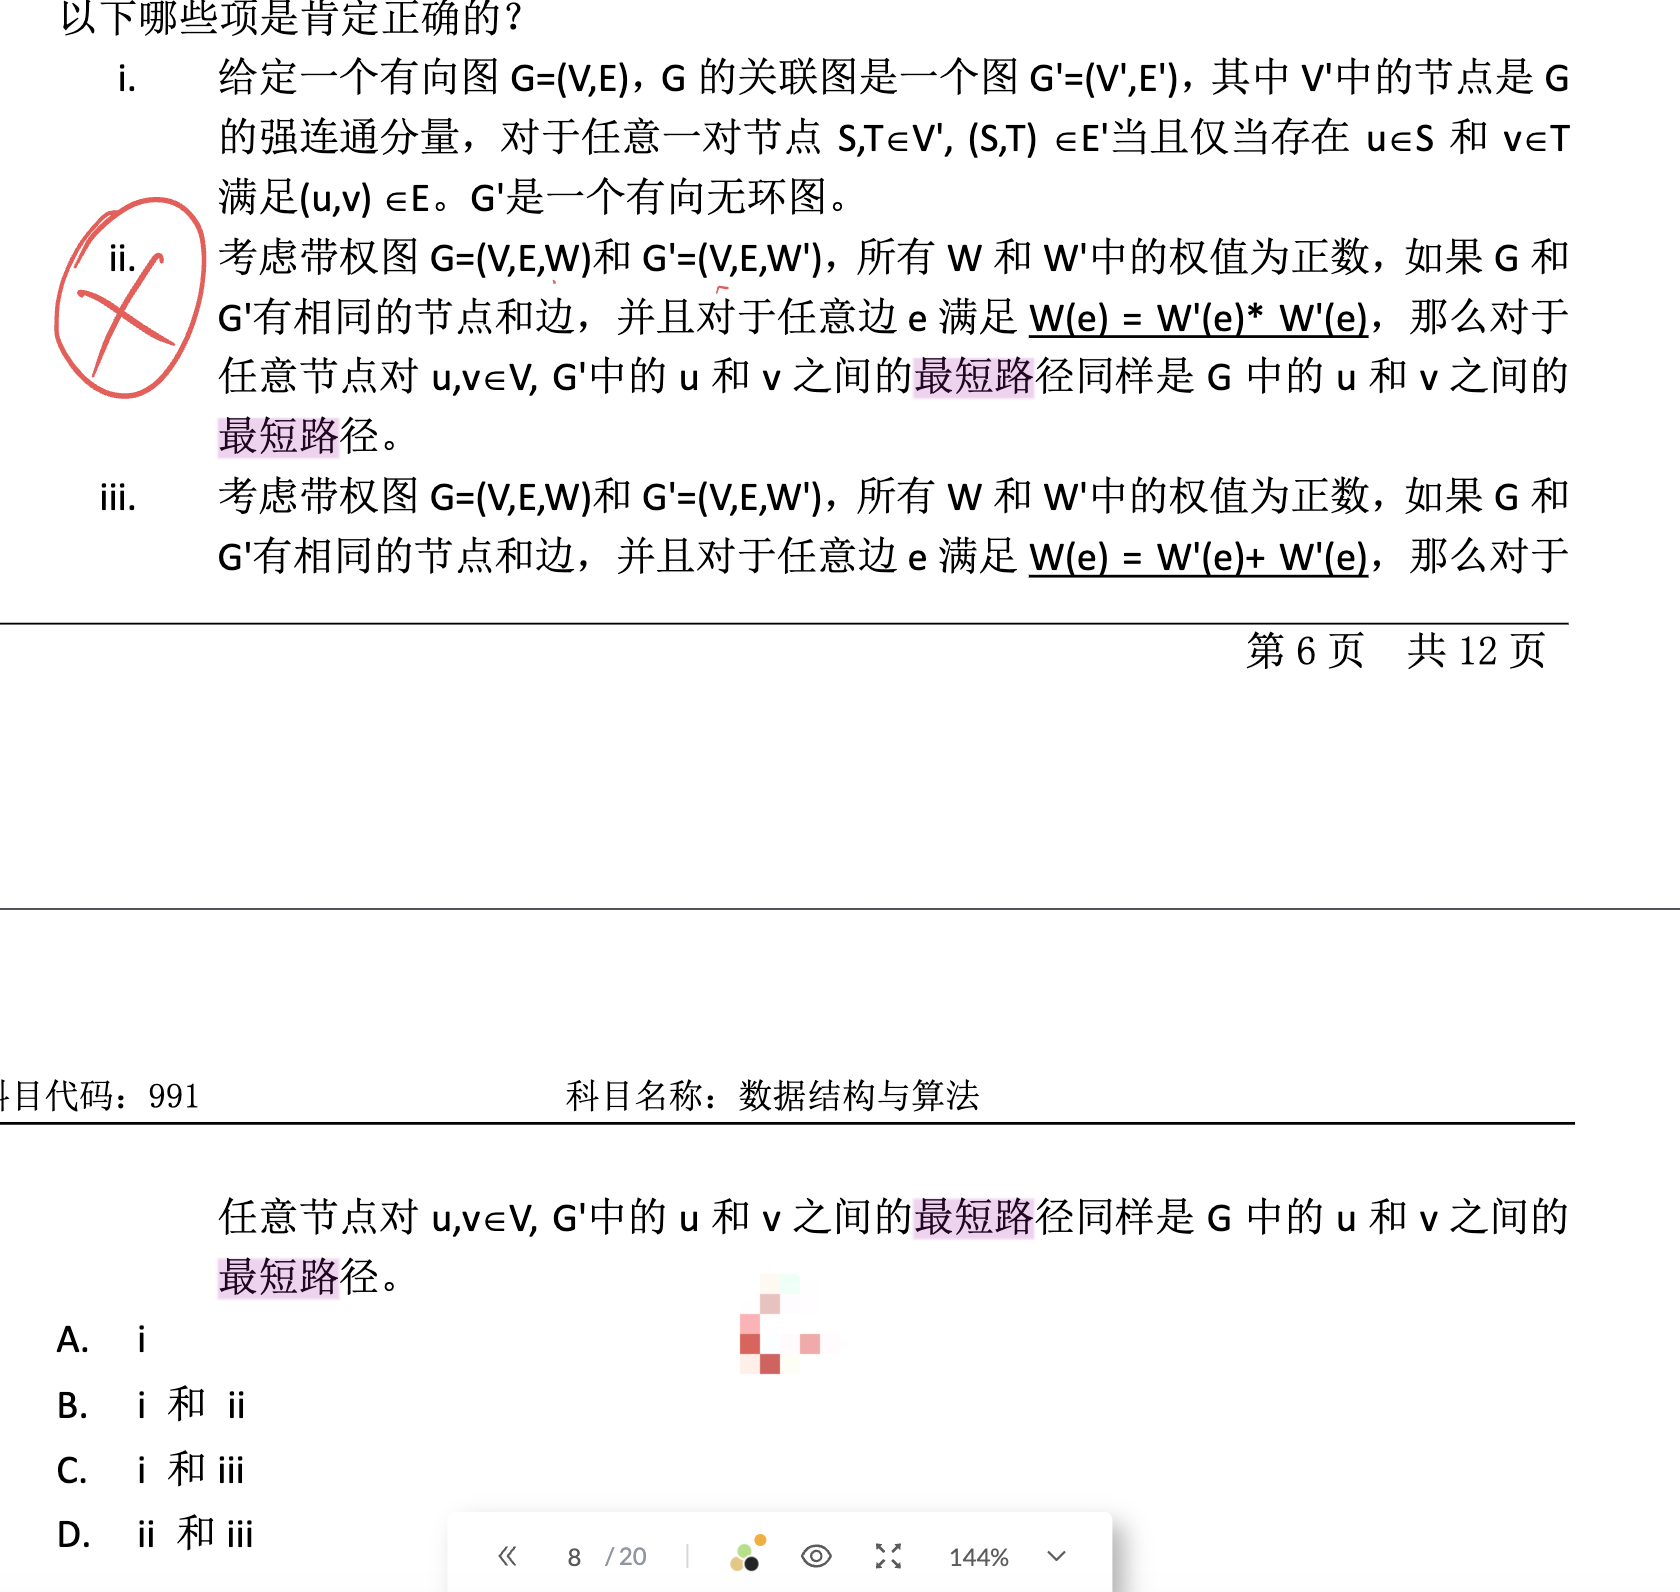 以下哪些项是肯定正确的？
i. 给定一个有向图 G=(V,E)，G 的关联图是一个图 G'=(V',E')，其中 V'中的节点是 G
的强连通分量，对于任意一对节点 S,T∈V', (S,T) ∈E'当且仅当存在 u∈S 和 v∈T
满足(u,v) ∈E。G'是一个有向无环图。
ii. 考虑带权图 G=(V,E,W)和 G'=(V,E,W')，所有 W 和 W'中的权值为正数，如果 G 和
G'有相同的节点和边，并且对于任意边 e 满足 W(e) = W'(e)* W'(e)，那么对于
任意节点对 u,v∈V, G'中的 u 和 v 之间的最短路径同样是 G 中的 u 和 v 之间的
最短路径。
iii. 考虑带权图 G=(V,E,W)和 G'=(V,E,W')，所有 W 和 W'中的权值为正数，如果 G 和
G'有相同的节点和边，并且对于任意边 e 满足 W(e) = W'(e)+ W'(e)，那么对于
第 6 页 共 12 页
科目代码：991 科目名称：数据结构与算法
任意节点对 u,v∈V, G'中的 u 和 v 之间的最短路径同样是 G 中的 u 和 v 之间的
最短路径。
A. i
B. i 和 ii
C. i 和 iii
D. ii 和 iii
8 / 20 144%